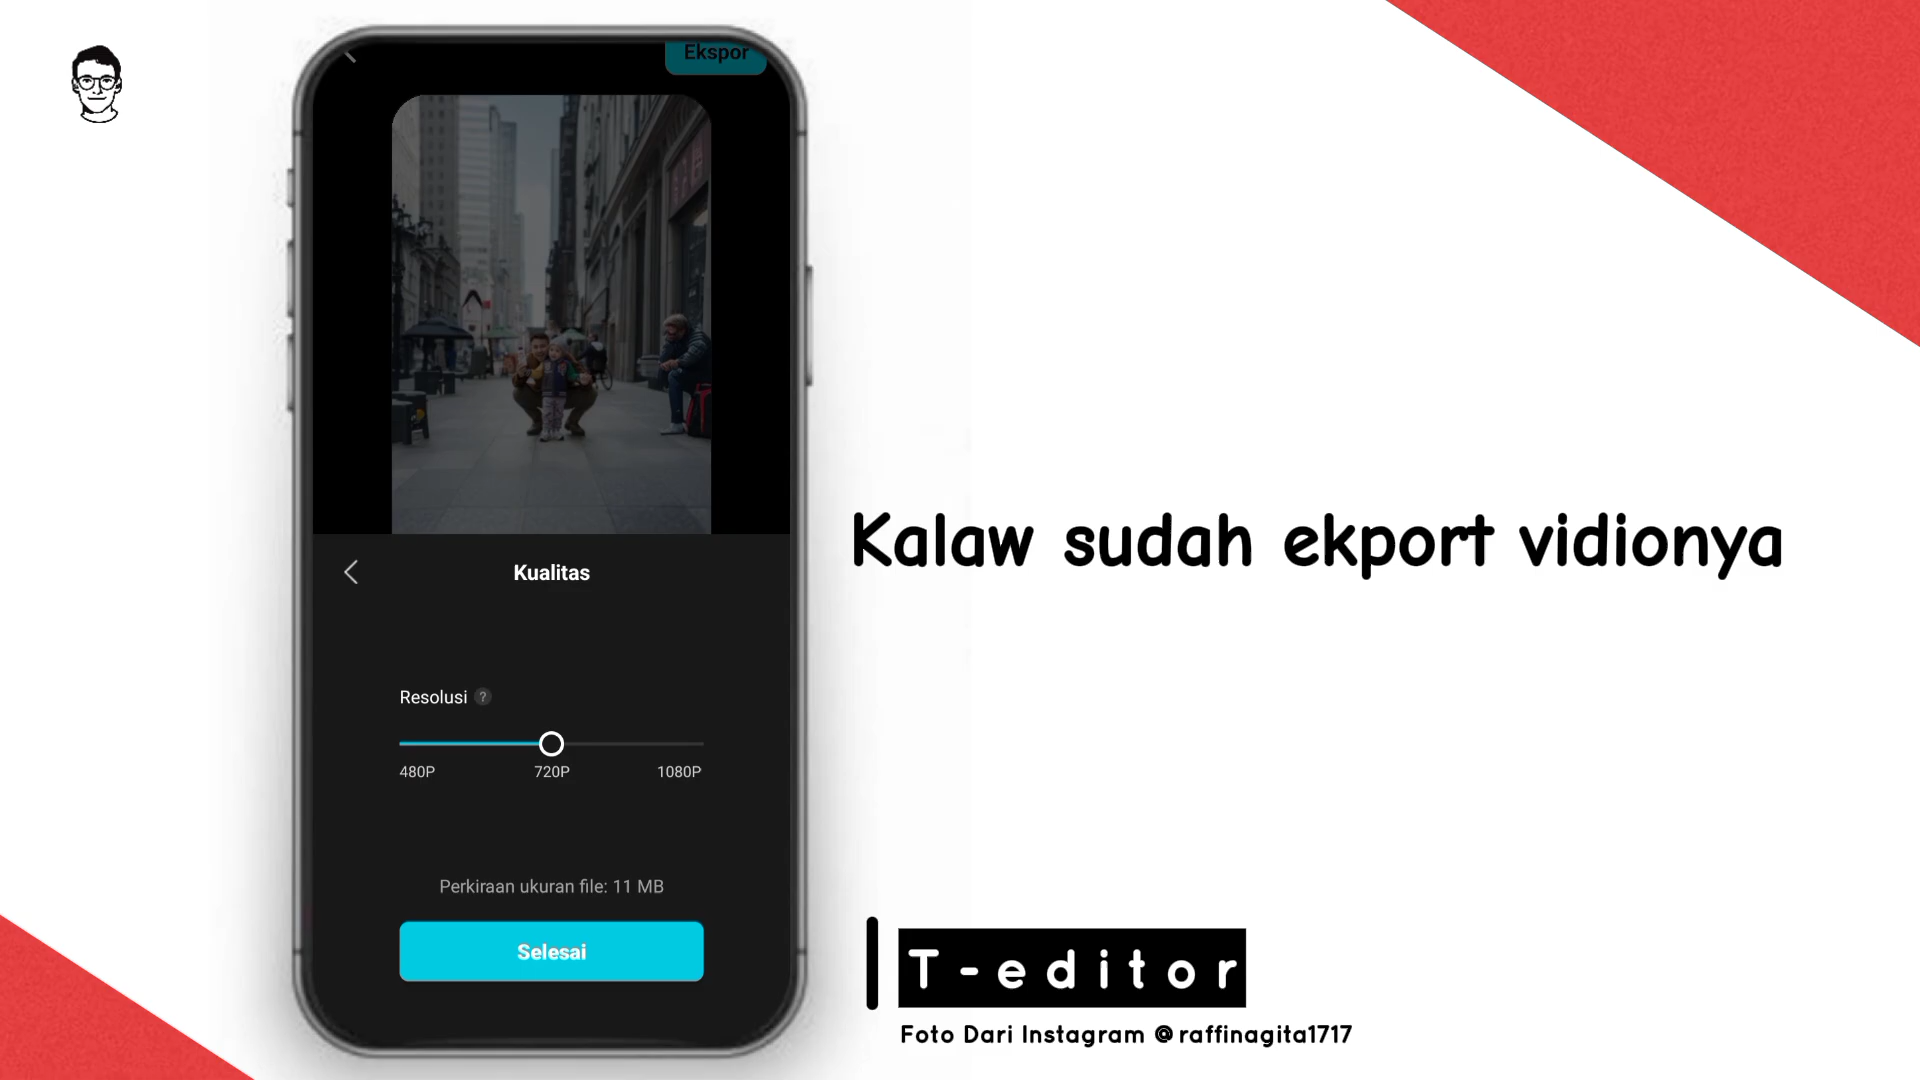 Ekspor
Kualitas
Resolusi ?
480P 720P 1080P
Perkiraan ukuran file: 11 MB
Selesai
Kalaw sudah ekport vidionya
T-editor
Foto Dari Instagram @raffinagita1717